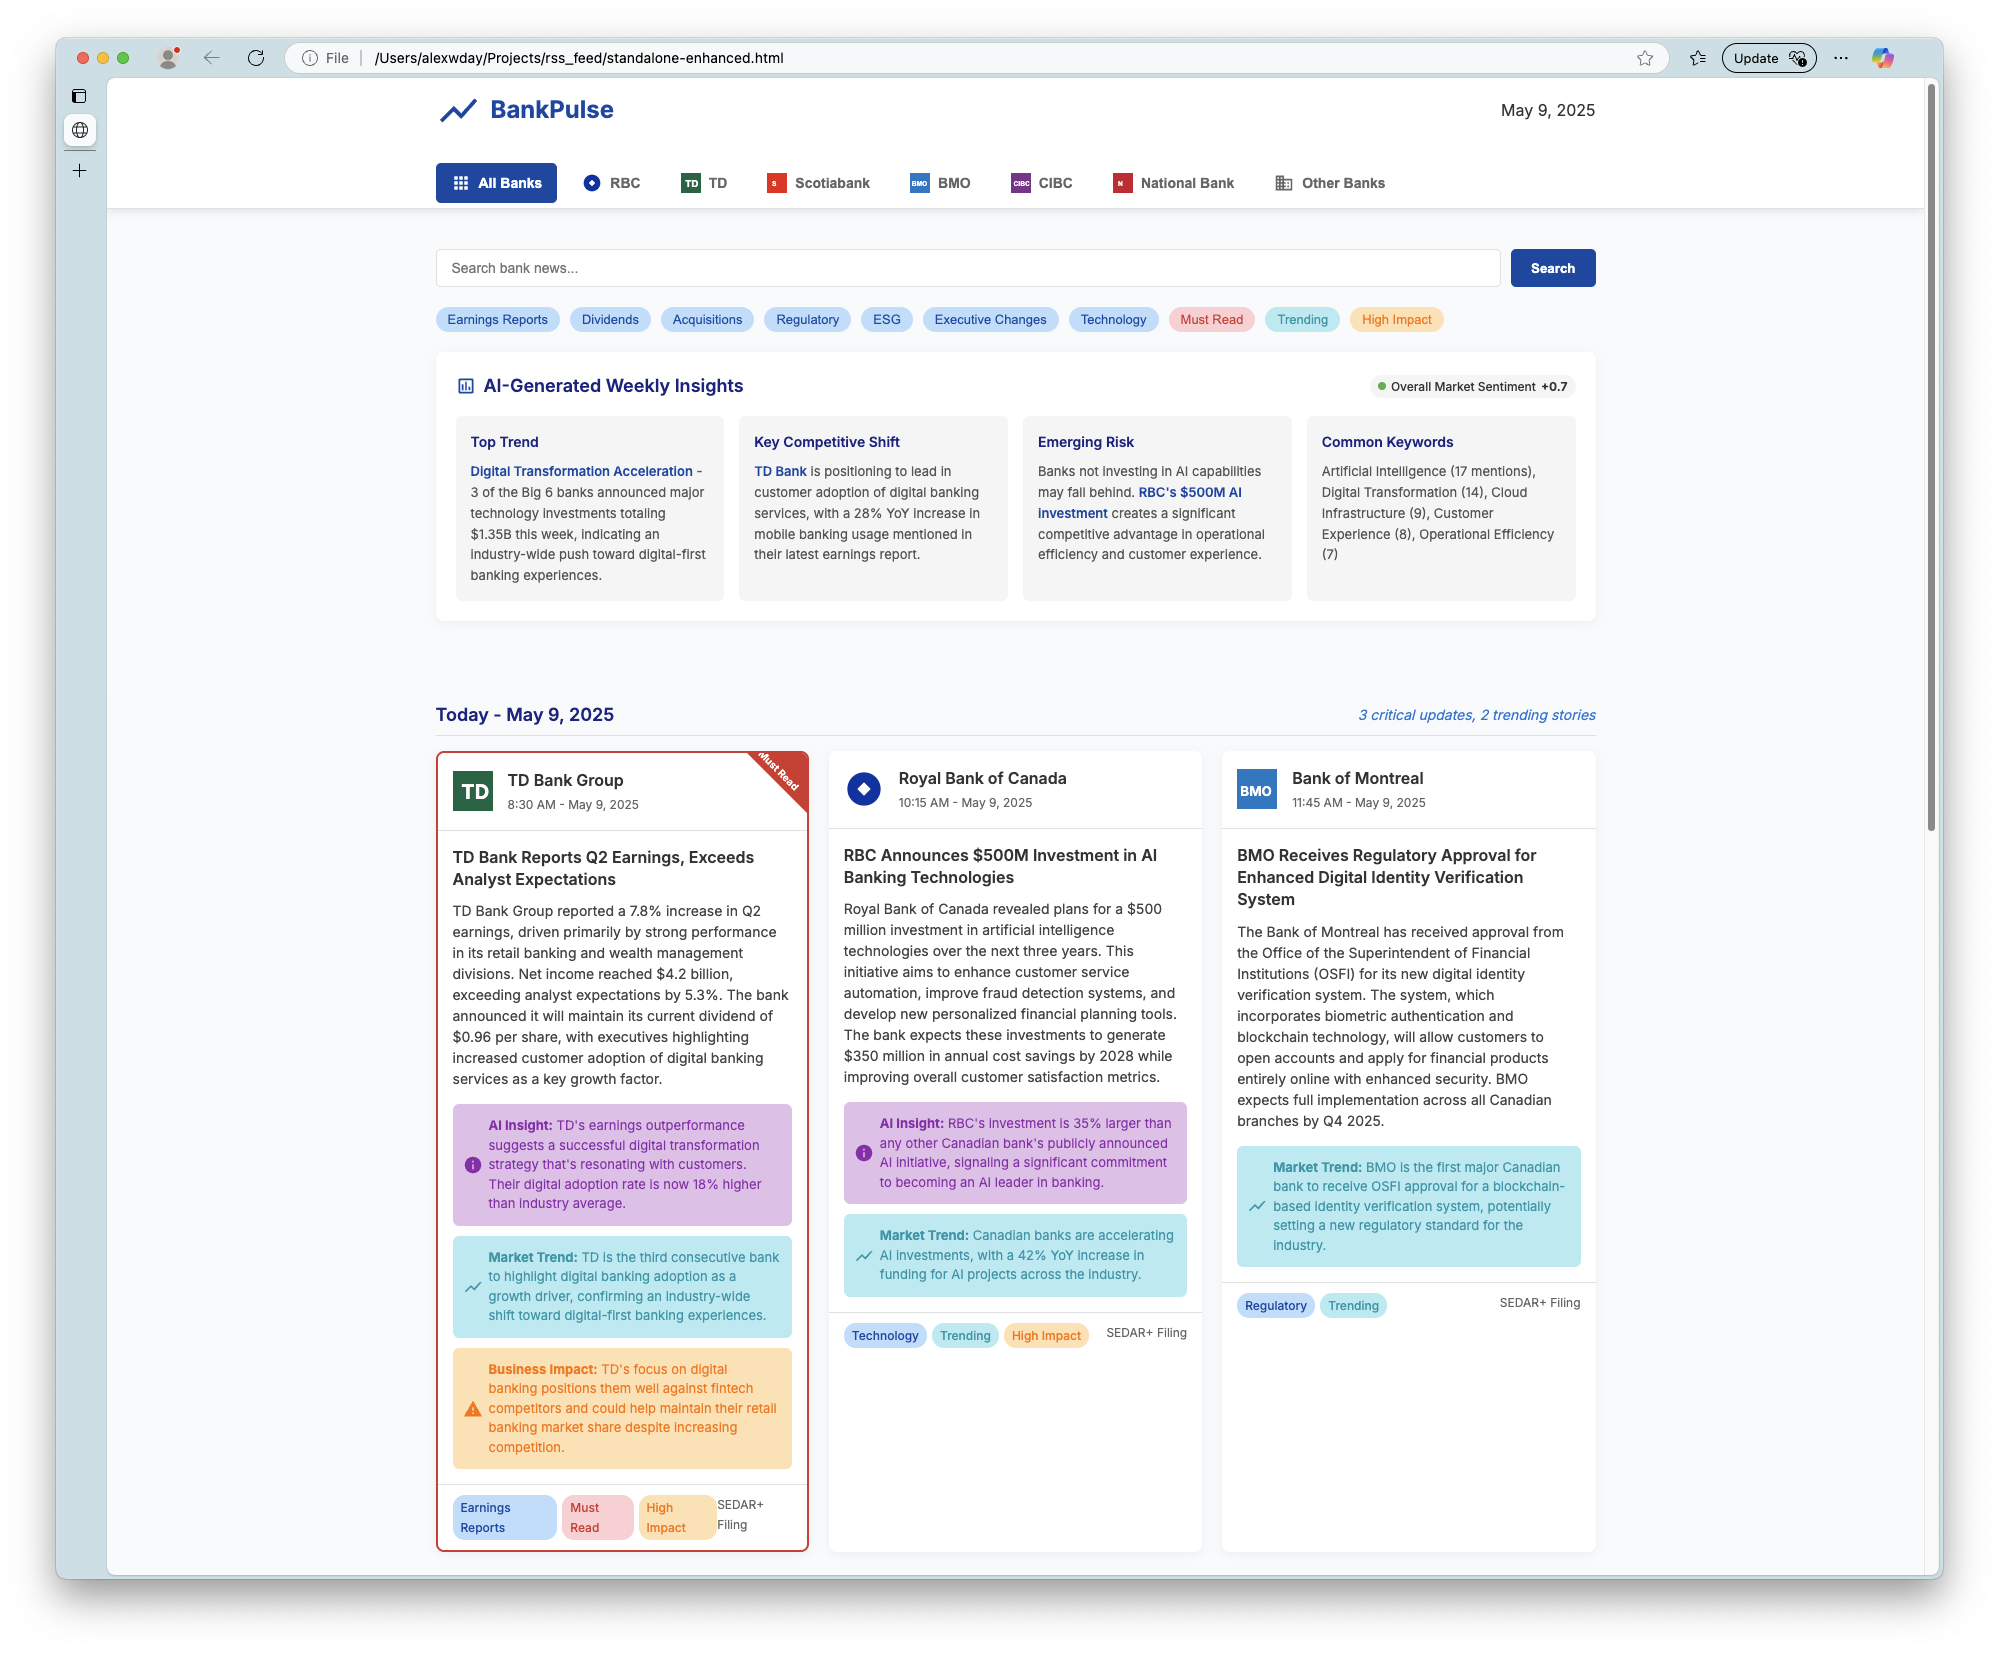 File
/Users/alexwday/Projects/rss_feed/standalone-enhanced.html
Update
BankPulse
May 9, 2025
All Banks
RBC
TD TD
S Scotiabank
BMO BMO
CIBC CIBC
N National Bank
Other Banks
Search bank news...
Search
Earnings Reports
Dividends
Acquisitions
Regulatory
ESG
Executive Changes
Technology
Must Read
Trending
High Impact
AI-Generated Weekly Insights
Overall Market Sentiment +0.7
Top Trend
Digital Transformation Acceleration -
3 of the Big 6 banks announced major
technology investments totaling
$1.35B this week, indicating an
industry-wide push toward digital-first
banking experiences.
Key Competitive Shift
TD Bank is positioning to lead in
customer adoption of digital banking
services, with a 28% YoY increase in
mobile banking usage mentioned in
their latest earnings report.
Emerging Risk
Banks not investing in AI capabilities
may fall behind. RBC's $500M AI
investment creates a significant
competitive advantage in operational
efficiency and customer experience.
Common Keywords
Artificial Intelligence (17 mentions),
Digital Transformation (14), Cloud
Infrastructure (9), Customer
Experience (8), Operational Efficiency
(7)
Today - May 9, 2025
3 critical updates, 2 trending stories
TD
TD Bank Group
8:30 AM - May 9, 2025
Must Read
TD Bank Reports Q2 Earnings, Exceeds
Analyst Expectations
TD Bank Group reported a 7.8% increase in Q2
earnings, driven primarily by strong performance
in its retail banking and wealth management
divisions. Net income reached $4.2 billion,
exceeding analyst expectations by 5.3%. The bank
announced it will maintain its current dividend of
$0.96 per share, with executives highlighting
increased customer adoption of digital banking
services as a key growth factor.
AI Insight: TD's earnings outperformance
suggests a successful digital transformation
strategy that's resonating with customers.
Their digital adoption rate is now 18% higher
than industry average.
Market Trend: TD is the third consecutive bank
to highlight digital banking adoption as a
growth driver, confirming an industry-wide
shift toward digital-first banking experiences.
Business Impact: TD's focus on digital
banking positions them well against fintech
competitors and could help maintain their retail
banking market share despite increasing
competition.
Earnings
Reports
Must
Read
High
Impact
SEDAR+
Filing
Royal Bank of Canada
10:15 AM - May 9, 2025
RBC Announces $500M Investment in AI
Banking Technologies
Royal Bank of Canada revealed plans for a $500
million investment in artificial intelligence
technologies over the next three years. This
initiative aims to enhance customer service
automation, improve fraud detection systems, and
develop new personalized financial planning tools.
The bank expects these investments to generate
$350 million in annual cost savings by 2028 while
improving overall customer satisfaction metrics.
AI Insight: RBC's investment is 35% larger than
any other Canadian bank's publicly announced
AI initiative, signaling a significant commitment
to becoming an AI leader in banking.
Market Trend: Canadian banks are accelerating
AI investments, with a 42% YoY increase in
funding for AI projects across the industry.
Technology
Trending
High Impact
SEDAR+ Filing
BMO
Bank of Montreal
11:45 AM - May 9, 2025
BMO Receives Regulatory Approval for
Enhanced Digital Identity Verification
System
The Bank of Montreal has received approval from
the Office of the Superintendent of Financial
Institutions (OSFI) for its new digital identity
verification system. The system, which
incorporates biometric authentication and
blockchain technology, will allow customers to
open accounts and apply for financial products
entirely online with enhanced security. BMO
expects full implementation across all Canadian
branches by Q4 2025.
Market Trend: BMO is the first major Canadian
bank to receive OSFI approval for a blockchain-
based identity verification system, potentially
setting a new regulatory standard for the
industry.
Regulatory
Trending
SEDAR+ Filing